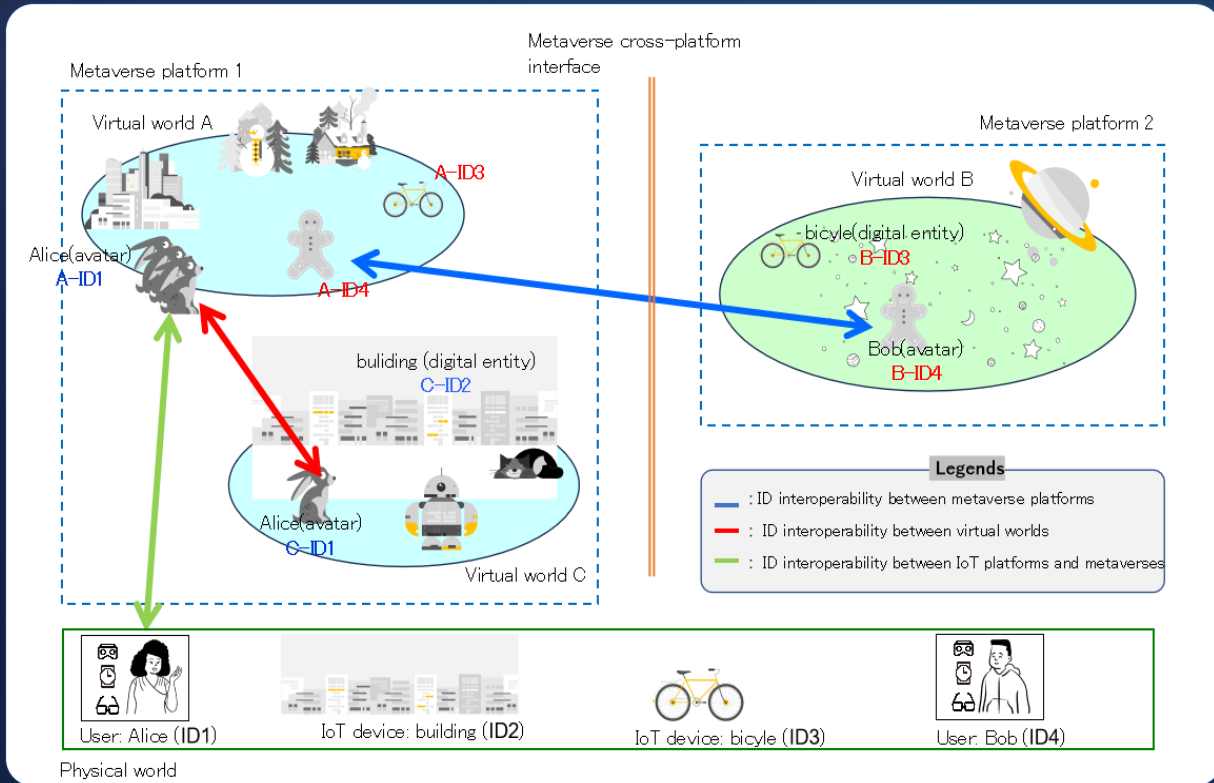 Metaverse cross-platform
interface
Metaverse platform 1
Virtual world A
A-ID3
Alice(avatar)
A-ID1
A-ID4
buliding (digital entity)
C-ID2
Alice(avatar)
C-ID1
Virtual world C
Metaverse platform 2
Virtual world B
bicyle(digital entity)
B-ID3
Bob(avatar)
B-ID4
Legends
: ID interoperability between metaverse platforms
: ID interoperability between virtual worlds
: ID interoperability between IoT platforms and metaverses
User: Alice (ID1)
IoT device: building (ID2)
IoT device: bicyle (ID3)
User: Bob (ID4)
Physical world